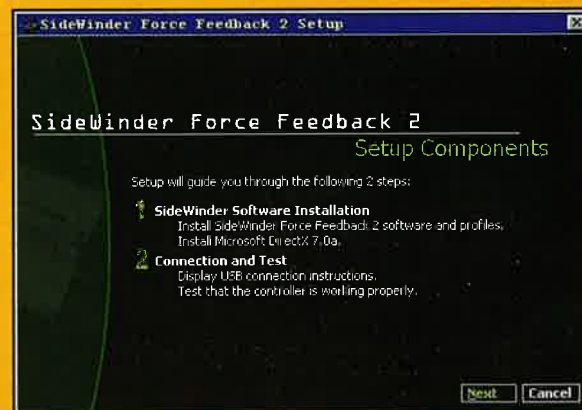 SideWinder Force Feedback 2 Setup
SideWinder Force Feedback 2
Setup Components
Setup will guide you through the following 2 steps:
1 SideWinder Software Installation
Install SideWinder Force Feedback 2 software and profiles.
Install Microsoft DirectX 7.0a.
2 Connection and Test
Display USB connection instructions.
Test that the controller is working properly.
Next Cancel